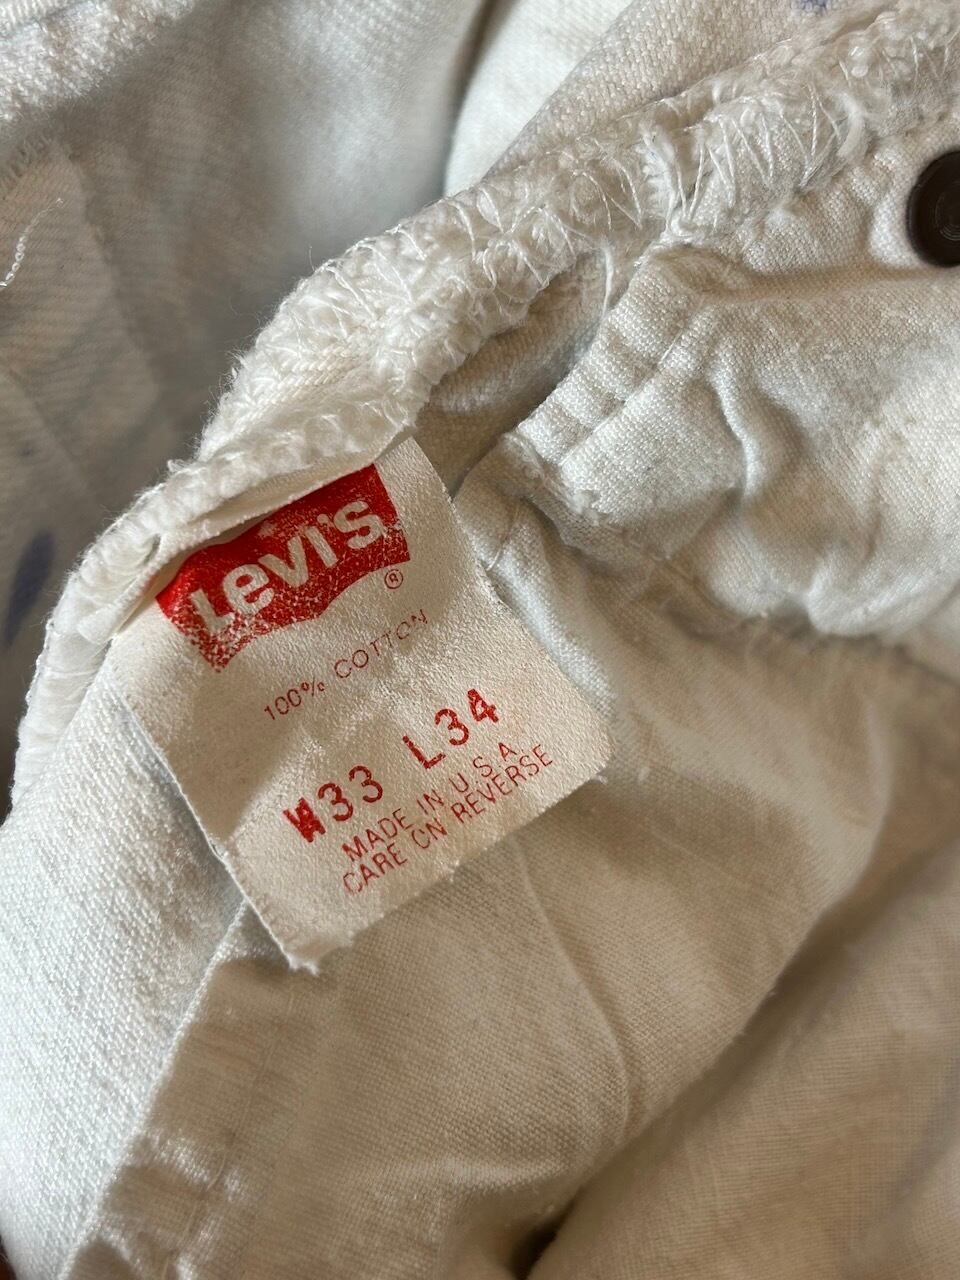 Levi's
®
100% COTTON
W33 L34
MADE IN U.S.A.
CARE ON REVERSE